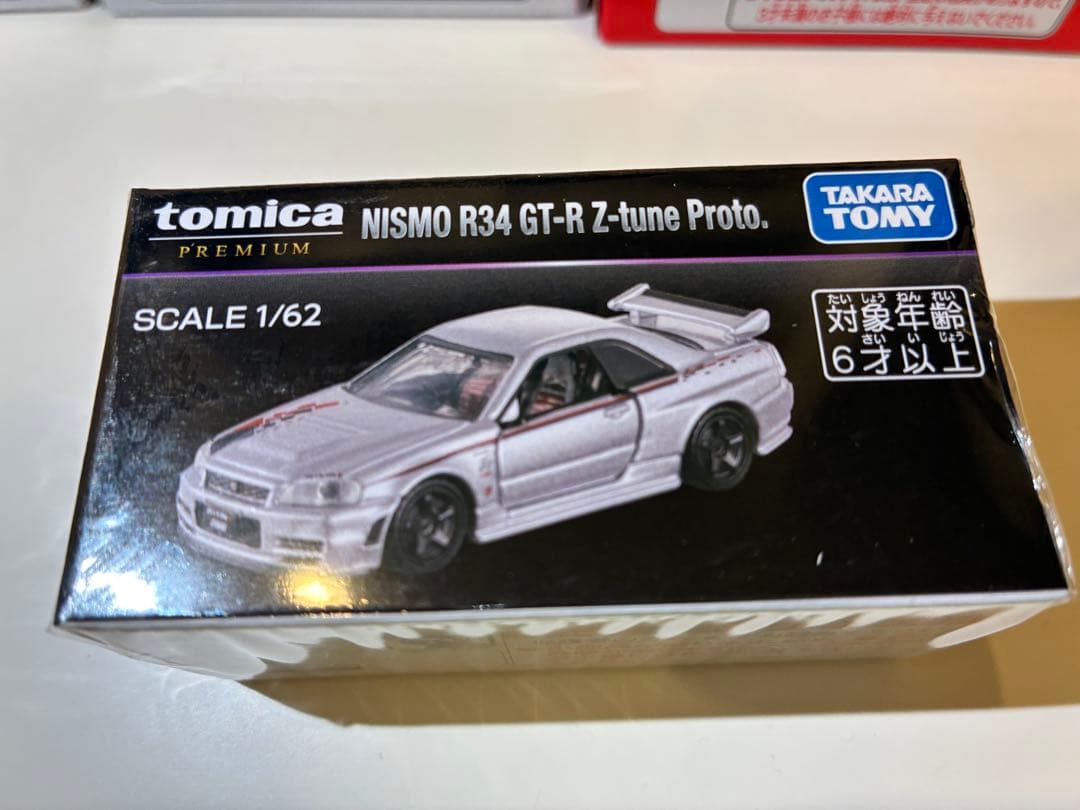 tomica
PREMIUM
NISMO R34 GT-R Z-tune Proto.
TAKARA
TOMY
SCALE 1/62
たい しょう ねん れい
対象年齢
さい い じょう
6才以上